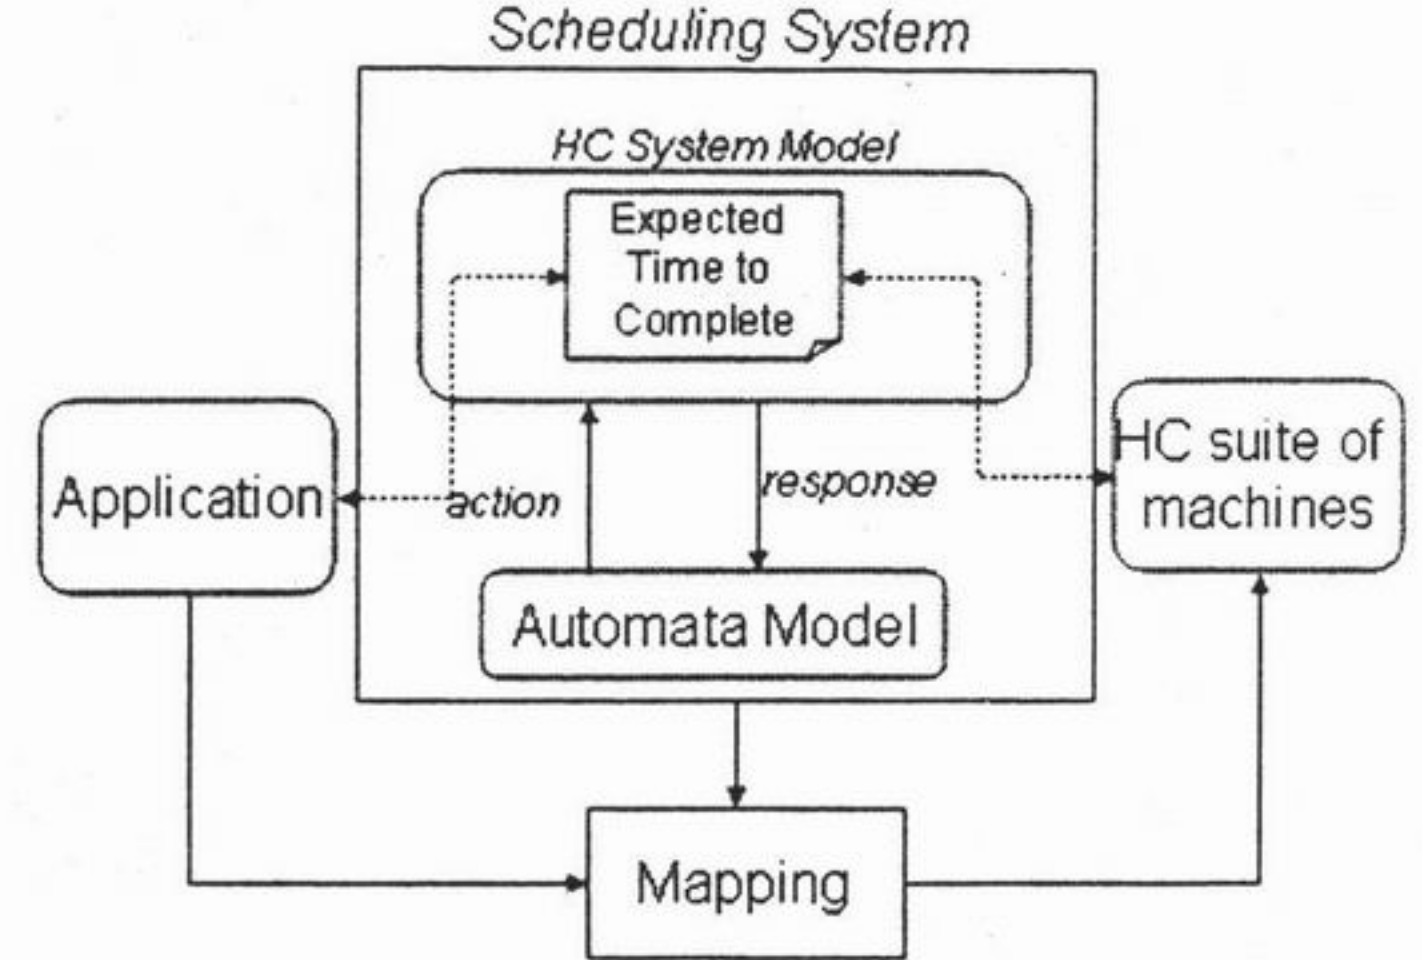 Scheduling System
HC System Model
Expected
Time to
Complete
Application
action
response
HC suite of
machines
Automata Model
Mapping